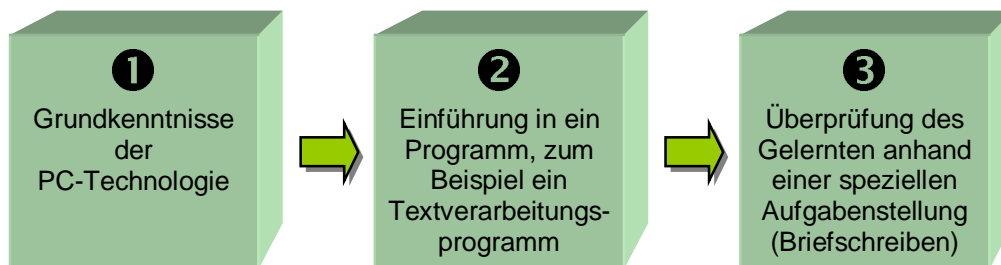 ❶
Grundkenntnisse
der
PC-Technologie
❷
Einführung in ein
Programm, zum
Beispiel ein
Textverarbeitungs-
programm
❸
Überprüfung des
Gelernten anhand
einer speziellen
Aufgabenstellung
(Briefschreiben)